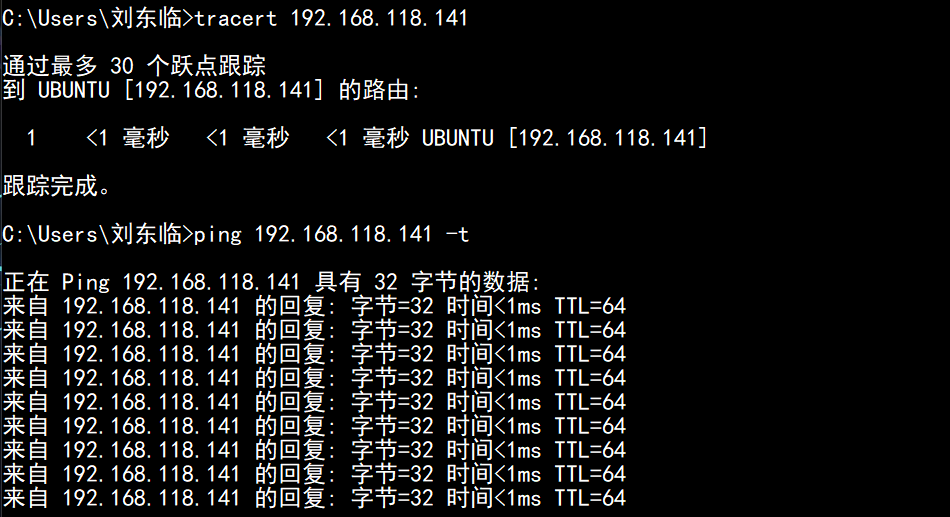 C:\Users\刘东临>tracert 192.168.118.141
通过最多 30 个跃点跟踪
到 UBUNTU [192.168.118.141] 的路由:
1 <1 毫秒 <1 毫秒 <1 毫秒 UBUNTU [192.168.118.141]
跟踪完成。
C:\Users\刘东临>ping 192.168.118.141 -t
正在 Ping 192.168.118.141 具有 32 字节的数据:
来自 192.168.118.141 的回复: 字节=32 时间<1ms TTL=64
来自 192.168.118.141 的回复: 字节=32 时间<1ms TTL=64
来自 192.168.118.141 的回复: 字节=32 时间<1ms TTL=64
来自 192.168.118.141 的回复: 字节=32 时间<1ms TTL=64
来自 192.168.118.141 的回复: 字节=32 时间<1ms TTL=64
来自 192.168.118.141 的回复: 字节=32 时间<1ms TTL=64
来自 192.168.118.141 的回复: 字节=32 时间<1ms TTL=64
来自 192.168.118.141 的回复: 字节=32 时间<1ms TTL=64
来自 192.168.118.141 的回复: 字节=32 时间<1ms TTL=64